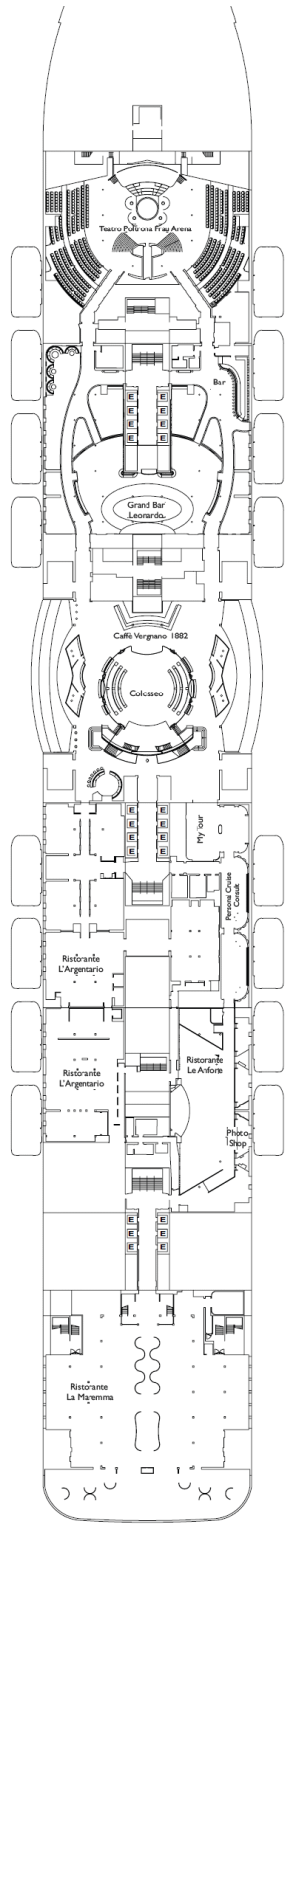 Teatro Poltrona Frau Arena
Bar
E E
E E
E E
E E
Grand Bar
Leonardo
Caffè Vergnano 1882
Colosseo
My Tour
E E
E E
E E
E E
Personal Cruise
Consult
Ristorante
L'Argentario
Ristorante
L'Argentario
Ristorante
Le Anforie
Photo
Shop
E E
E E
E E
Ristorante
La Maremma